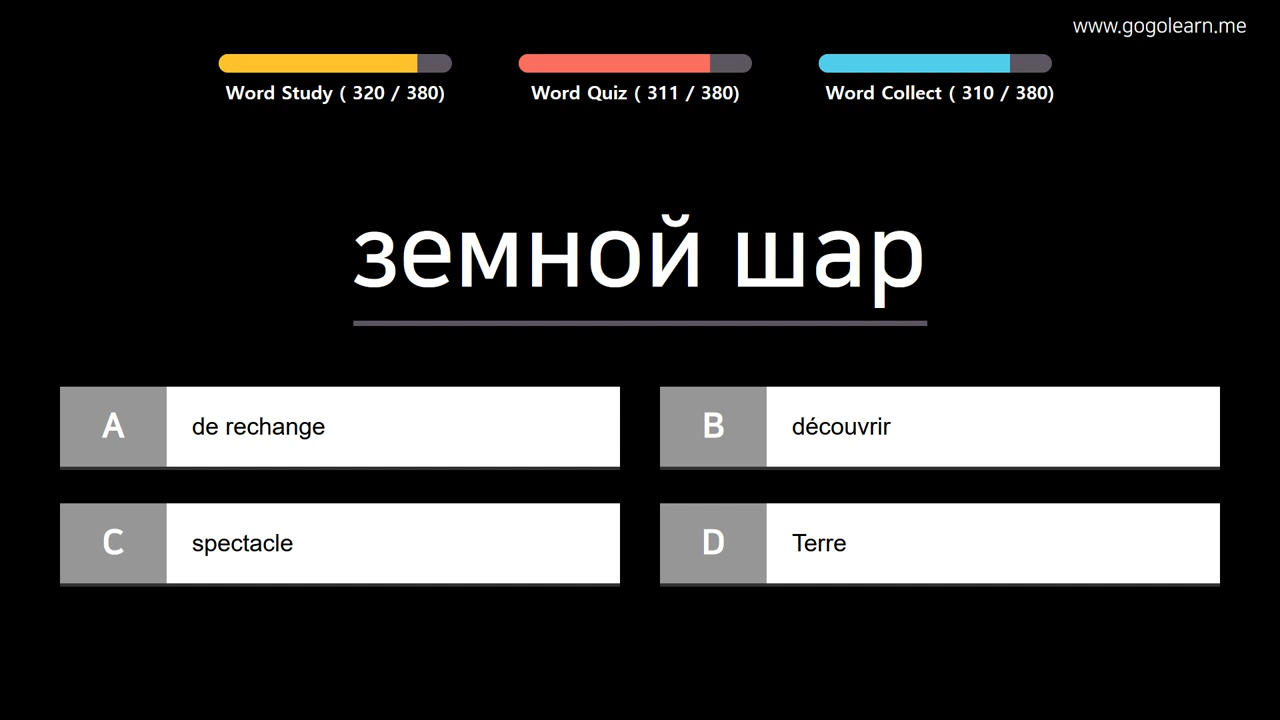 www.gogolearn.me
Word Study ( 320 / 380)
Word Quiz ( 311 / 380)
Word Collect ( 310 / 380)
земной шар
A
de rechange
B
découvrir
C
spectacle
D
Terre